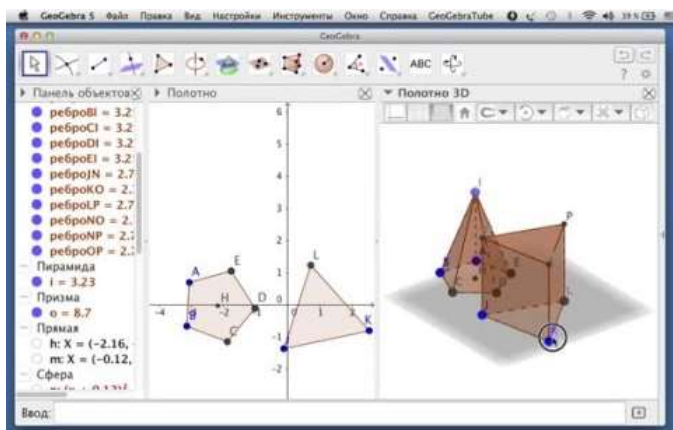 GeoGebra 5 Файл Правка Вид Настройки Инструменты Окно Справка GeoGebraTube 39 %
GeoGebra
ABC
?
Панель объектов Полотно Полотно 3D
реброBI = 3.2
реброCI = 3.2
реброDI = 3.2
реброEI = 3.2
реброJN = 2.7
реброKO = 2.
реброLP = 2.7
реброNO = 2.
реброNP = 2.
реброOP = 2.
Пирамида
i = 3.23
Призма
o = 8.7
Прямая
h: X = (-2.16,
m: X = (-0.12,
Сфера
6
5
4
3
2
1
0
-2
-4
-2
0
2
A
E
H
D
B
C
L
K
I
P
E
C
L
J
Ввод: